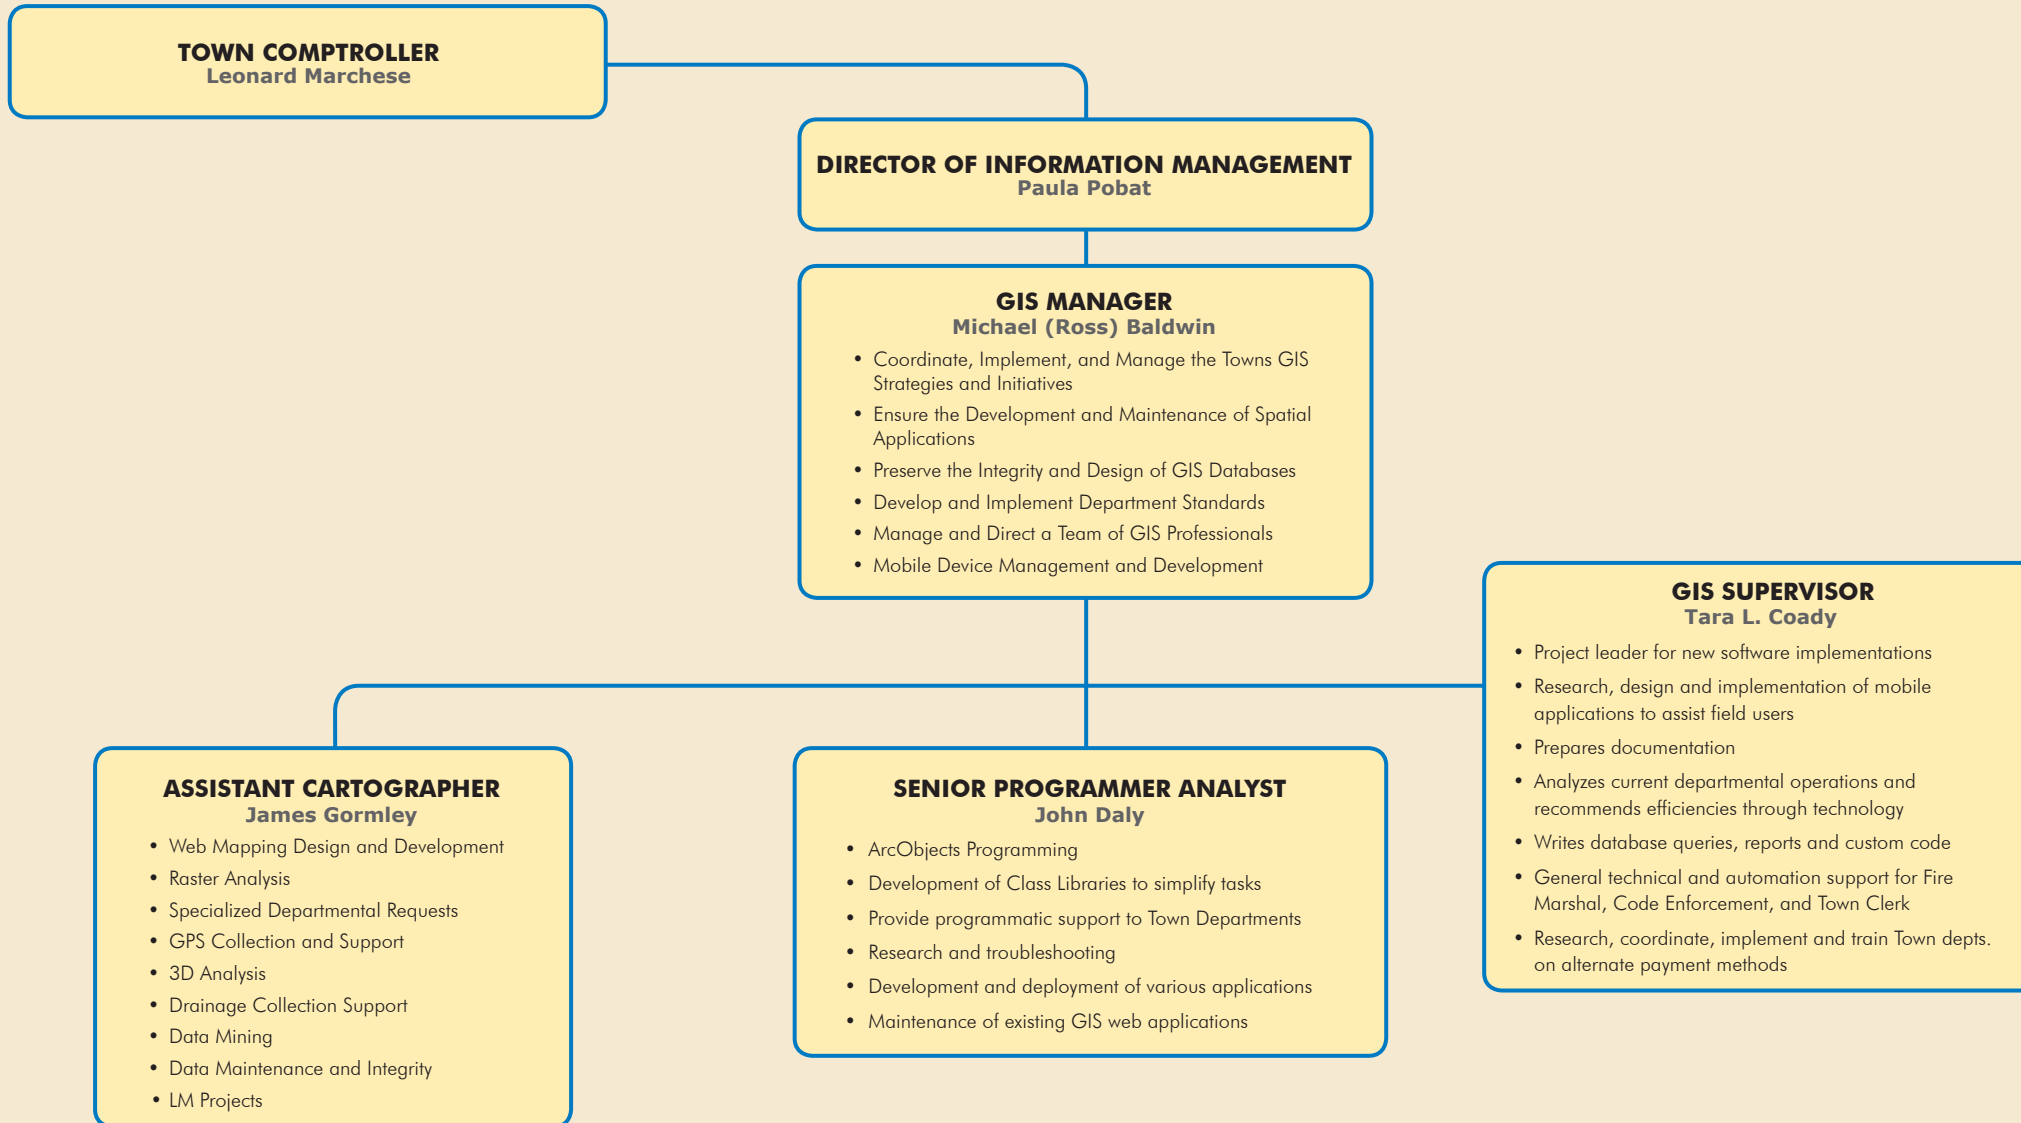 TOWN COMPTROLLER
Leonard Marchese
DIRECTOR OF INFORMATION MANAGEMENT
Paula Pobat
GIS MANAGER
Michael (Ross) Baldwin
• Coordinate, Implement, and Manage the Towns GIS
Strategies and Initiatives
• Ensure the Development and Maintenance of Spatial
Applications
• Preserve the Integrity and Design of GIS Databases
• Develop and Implement Department Standards
• Manage and Direct a Team of GIS Professionals
• Mobile Device Management and Development
ASSISTANT CARTOGRAPHER
James Gormley
• Web Mapping Design and Development
• Raster Analysis
• Specialized Departmental Requests
• GPS Collection and Support
• 3D Analysis
• Drainage Collection Support
• Data Mining
• Data Maintenance and Integrity
• LM Projects
SENIOR PROGRAMMER ANALYST
John Daly
• ArcObjects Programming
• Development of Class Libraries to simplify tasks
• Provide programmatic support to Town Departments
• Research and troubleshooting
• Development and deployment of various applications
• Maintenance of existing GIS web applications
GIS SUPERVISOR
Tara L. Coady
• Project leader for new software implementations
• Research, design and implementation of mobile
applications to assist field users
• Prepares documentation
• Analyzes current departmental operations and
recommends efficiencies through technology
• Writes database queries, reports and custom code
• General technical and automation support for Fire
Marshal, Code Enforcement, and Town Clerk
• Research, coordinate, implement and train Town depts.
on alternate payment methods